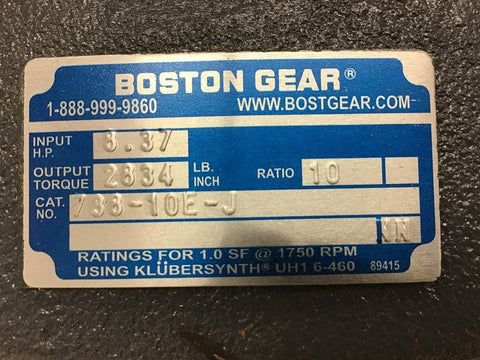 BOSTON GEAR®
1-888-999-9860 WWW.BOSTGEAR.COM
INPUT H.P. 8.37
OUTPUT TORQUE 2834 LB. INCH RATIO 10
CAT. NO. 738-10E-J
NN
RATINGS FOR 1.0 SF @ 1750 RPM
USING KLÜBERSYNTH® UH1 6-460 89415